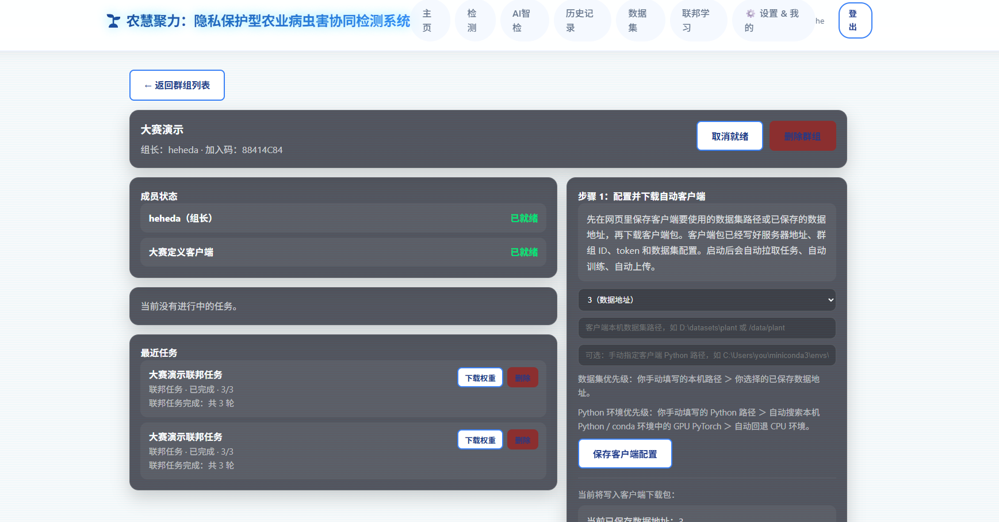 农慧聚力：隐私保护型农业病虫害协同检测系统
主页
检测
AI智检
历史记录
数据集
联邦学习
设置 & 我的
he
登出
← 返回群组列表
大赛演示
组长：heheda · 加入码：88414C84
取消就绪
删除群组
成员状态
heheda（组长）
已就绪
大赛定义客户端
已就绪
当前没有进行中的任务。
最近任务
大赛演示联邦任务
联邦任务 · 已完成 · 3/3
联邦任务完成：共 3 轮
下载权重
删除
大赛演示联邦任务
联邦任务 · 已完成 · 3/3
联邦任务完成：共 3 轮
下载权重
删除
步骤 1：配置并下载自动客户端
先在网页里保存客户端要使用的数据集路径或已保存的数据
地址，再下载客户端包。客户端包已经写好服务器地址、群
组 ID、token 和数据集配置。启动后会自动拉取任务、自动
训练、自动上传。
3（数据地址）
客户端本机数据集路径，如 D:\datasets\plant 或 /data/plant
可选：手动指定客户端 Python 路径，如 C:\Users\you\miniconda3\envs\
数据集优先级：你手动填写的本机路径 ＞ 你选择的已保存数据地
址。
Python 环境优先级：你手动填写的 Python 路径 ＞ 自动搜索本机
Python / conda 环境中的 GPU PyTorch ＞ 自动回退 CPU 环境。
保存客户端配置
当前将写入客户端下载包：
当前已保存数据地址：3